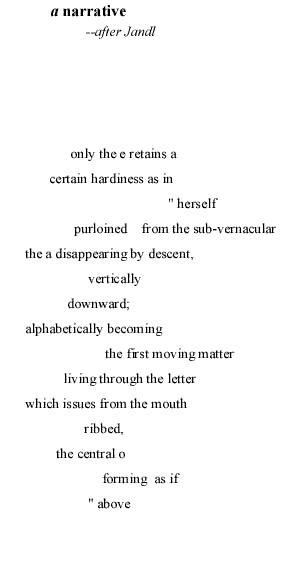 a narrative
--after Jandl
only the e retains a
certain hardiness as in
" herself
purloined from the sub-vernacular
the a disappearing by descent,
vertically
downward;
alphabetically becoming
the first moving matter
living through the letter
which issues from the mouth
ribbed,
the central o
forming as if
" above